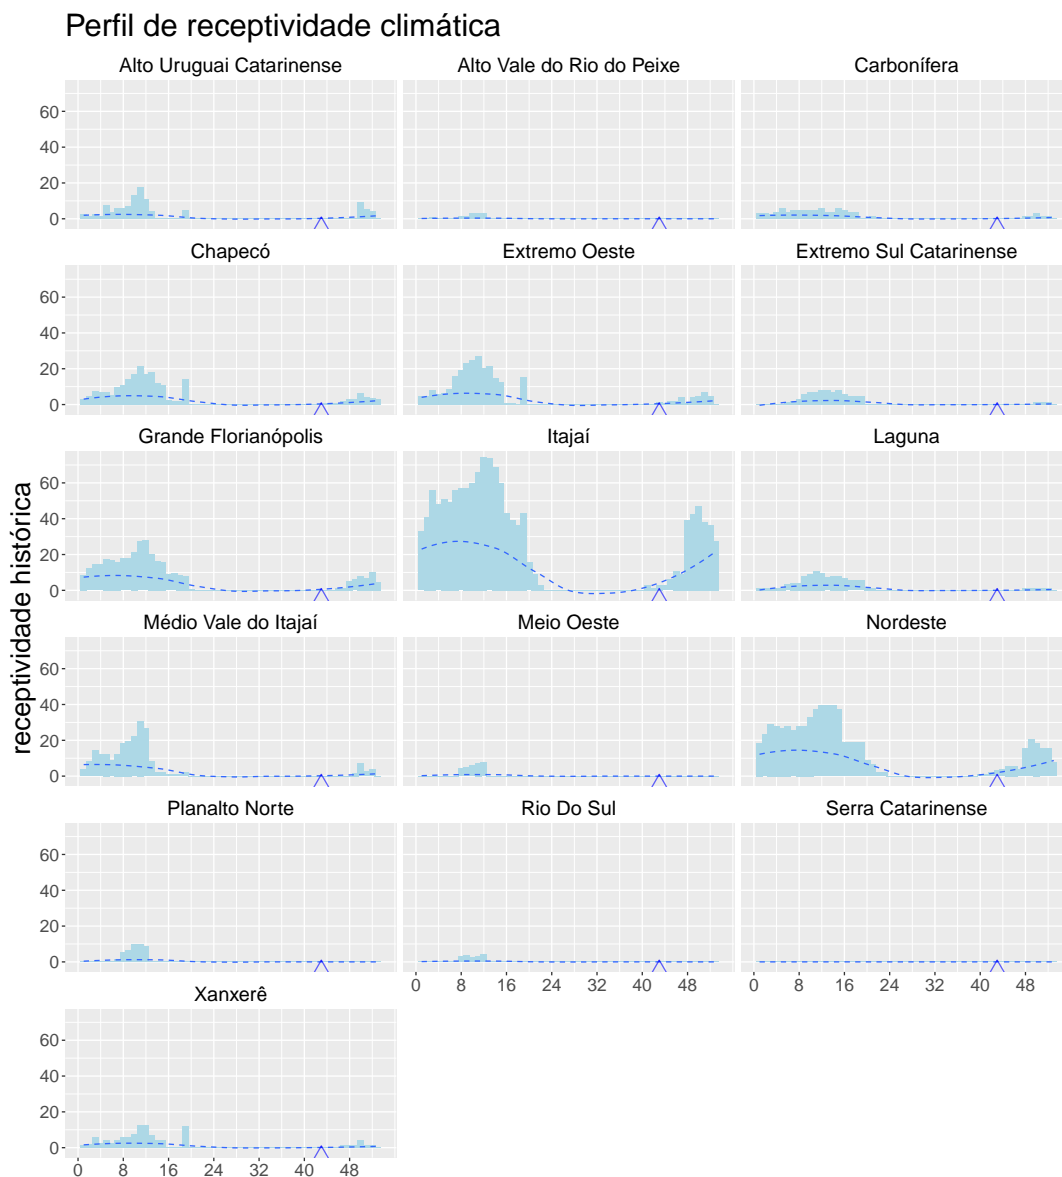 Perfil de receptividade climática
Alto Uruguai Catarinense
Alto Vale do Rio do Peixe
Carbonífera
60
40
20
0
Chapecó
Extremo Oeste
Extremo Sul Catarinense
60
40
20
0
Grande Florianópolis
Itajaí
Laguna
60
40
20
0
receptividade histórica
Médio Vale do Itajaí
Meio Oeste
Nordeste
60
40
20
0
Planalto Norte
Rio Do Sul
Serra Catarinense
60
40
20
0
0 8 16 24 32 40 48
0 8 16 24 32 40 48
Xanxerê
60
40
20
0
0 8 16 24 32 40 48